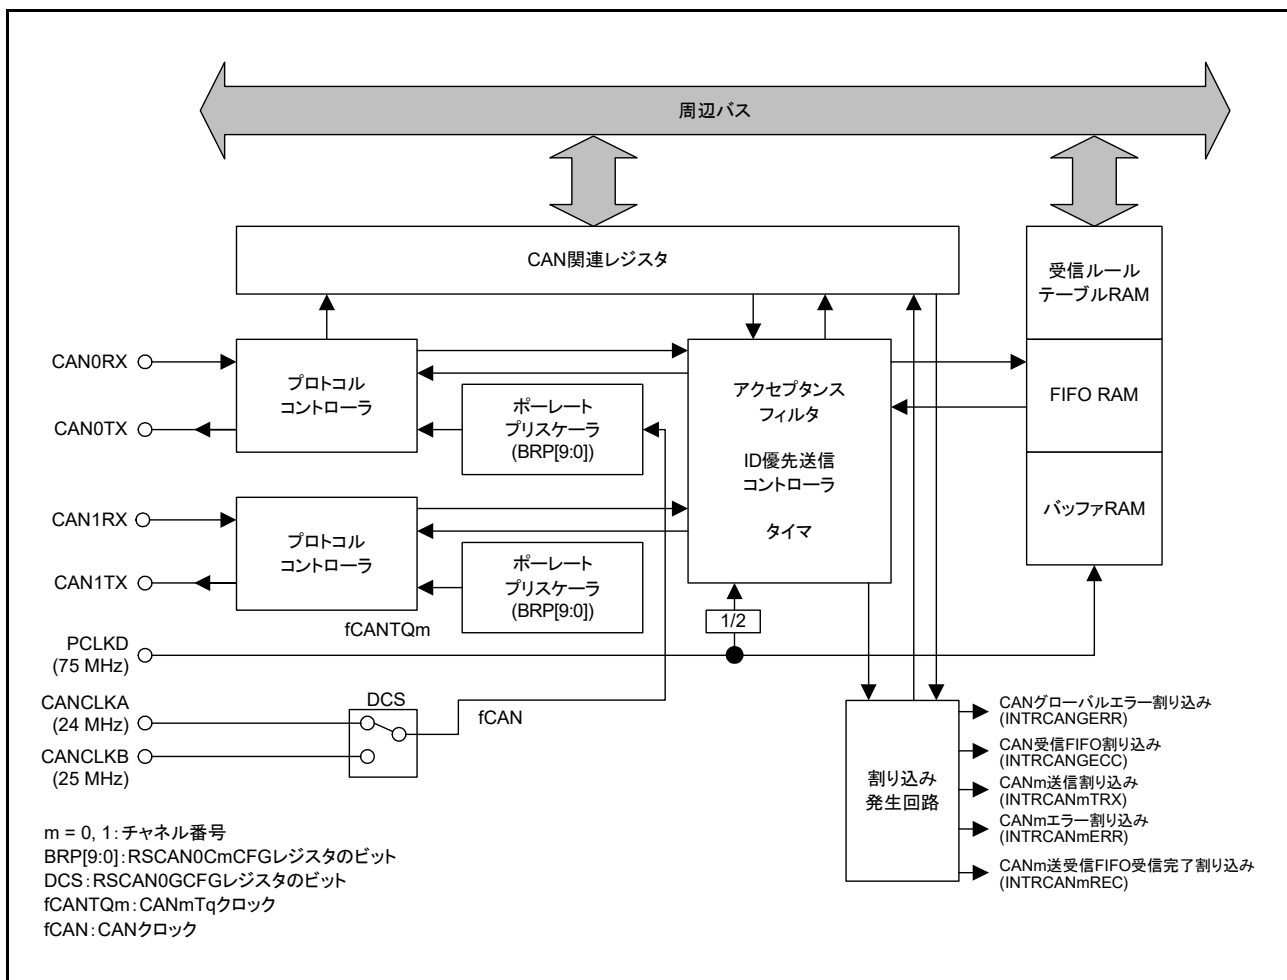 周辺バス
CAN関連レジスタ
受信ルール
テーブルRAM
FIFO RAM
バッファRAM
CAN0RX
CAN0TX
プロトコル
コントローラ
ポーレート
プリスケーラ
(BRP[9:0])
アクセプタンス
フィルタ
ID優先送信
コントローラ
タイマ
CAN1RX
CAN1TX
プロトコル
コントローラ
ポーレート
プリスケーラ
(BRP[9:0])
fCANTQm
1/2
PCLKD
(75 MHz)
CANCLKA
(24 MHz)
CANCLKB
(25 MHz)
DCS
fCAN
割り込み
発生回路
CANグローバルエラー割り込み
(INTRCANGERR)
CAN受信FIFO割り込み
(INTRCANGECC)
CANm送信割り込み
(INTRCANmTRX)
CANmエラー割り込み
(INTRCANmERR)
CANm送受信FIFO受信完了割り込み
(INTRCANmREC)
m = 0, 1:チャネル番号
BRP[9:0]:RSCAN0CmCFGレジスタのビット
DCS:RSCAN0GCFGレジスタのビット
fCANTQm:CANmTqクロック
fCAN:CANクロック